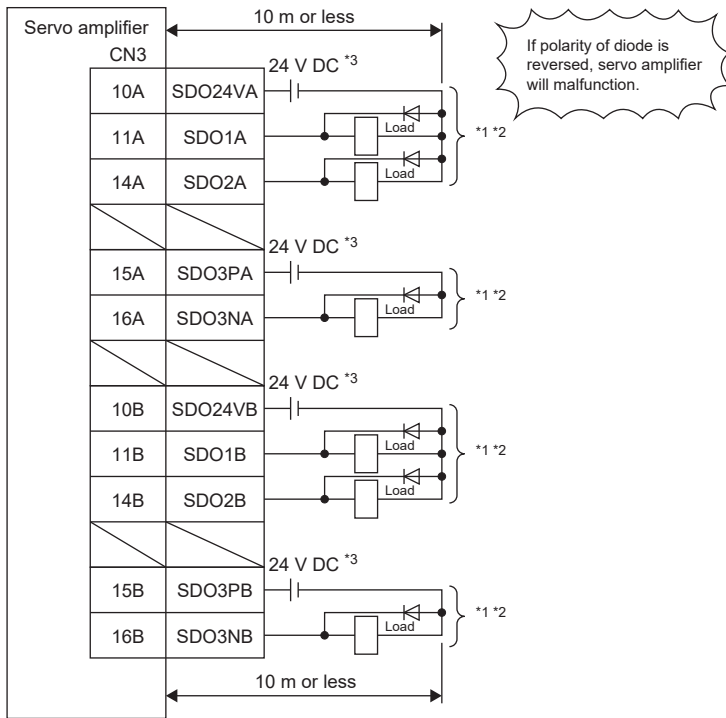 Servo amplifier
10 m or less
CN3
24 V DC *3
If polarity of diode is
reversed, servo amplifier
will malfunction.
10A SDO24VA
11A SDO1A Load *1 *2
14A SDO2A Load
24 V DC *3
15A SDO3PA
16A SDO3NA Load *1 *2
24 V DC *3
10B SDO24VB
11B SDO1B Load *1 *2
14B SDO2B Load
24 V DC *3
15B SDO3PB
16B SDO3NB Load *1 *2
10 m or less